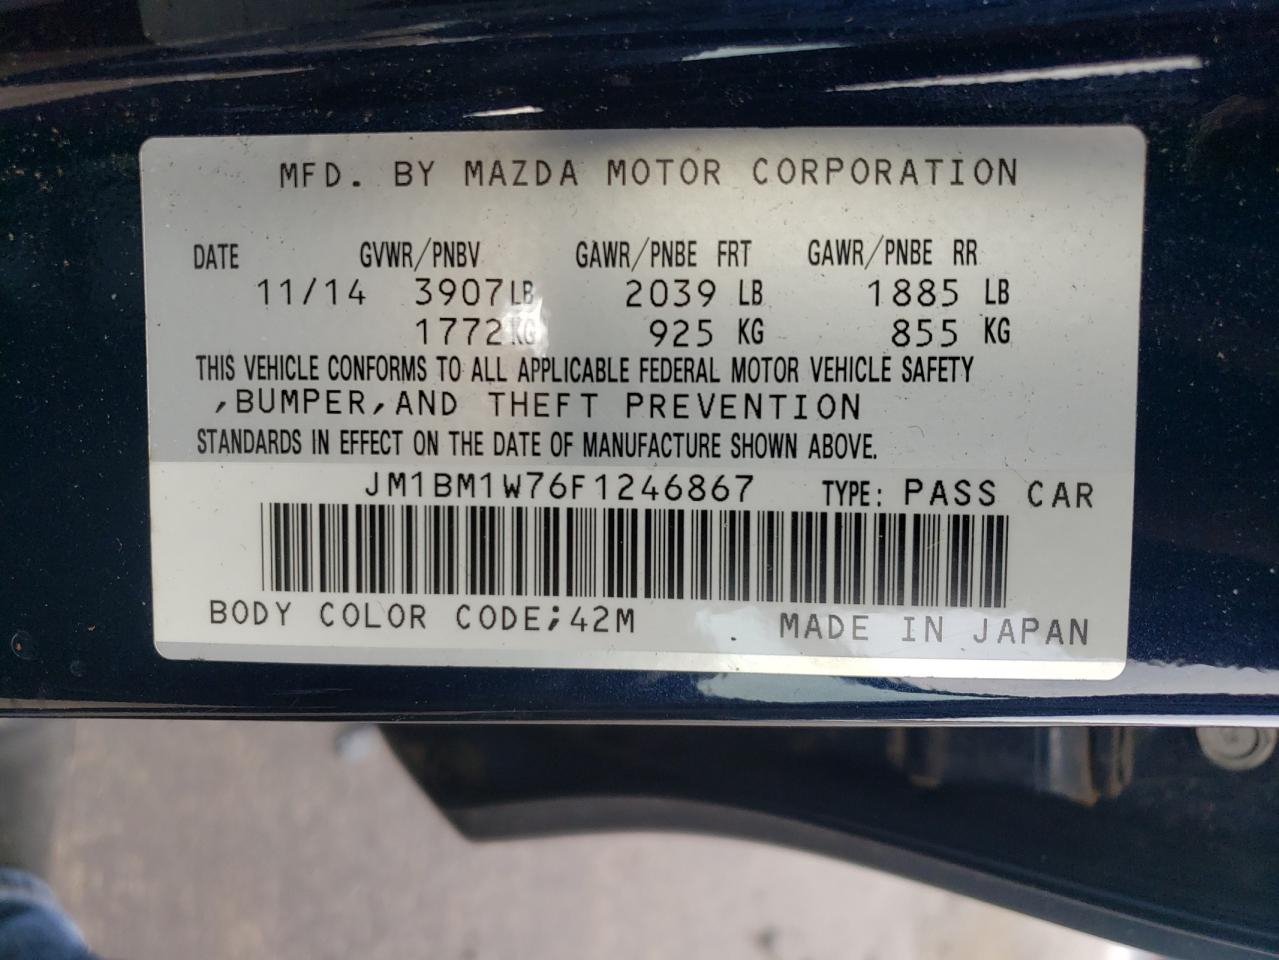 MFD. BY MAZDA MOTOR CORPORATION
DATE GVWR/PNBV GAWR/PNBE FRT GAWR/PNBE RR
11/14 3907LB 2039 LB 1885 LB
1772KG 925 KG 855 KG
THIS VEHICLE CONFORMS TO ALL APPLICABLE FEDERAL MOTOR VEHICLE SAFETY
,BUMPER,AND THEFT PREVENTION
STANDARDS IN EFFECT ON THE DATE OF MANUFACTURE SHOWN ABOVE.
JM1BM1W76F1246867 TYPE: PASS CAR
BODY COLOR CODE;42M MADE IN JAPAN